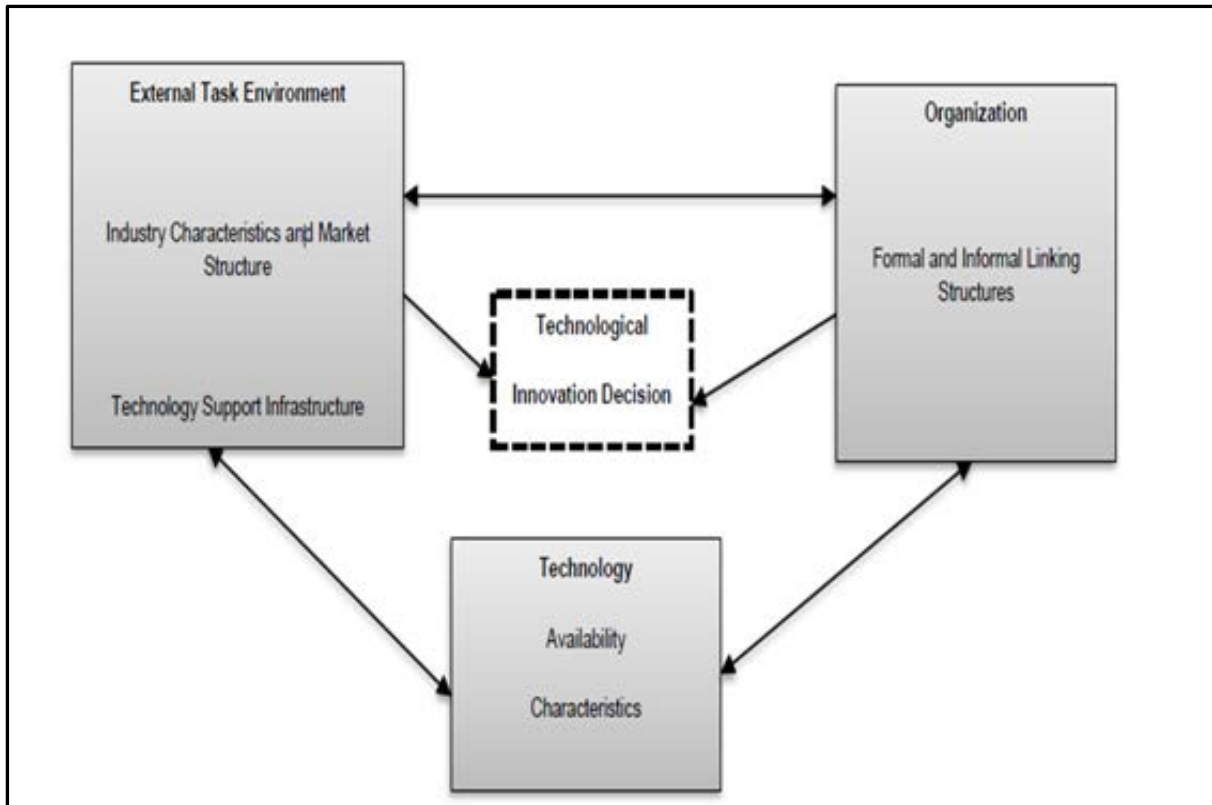 External Task Environment
Industry Characteristics and Market
Structure
Technology Support Infrastructure
Organization
Formal and Informal Linking
Structures
Technological
Innovation Decision
Technology
Availability
Characteristics